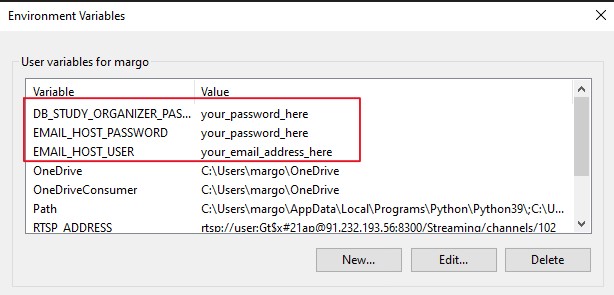 Environment Variables
User variables for margo
Variable Value
DB_STUDY_ORGANIZER_PAS... your_password_here
EMAIL_HOST_PASSWORD your_password_here
EMAIL_HOST_USER your_email_address_here
OneDrive C:\Users\margo\OneDrive
OneDriveConsumer C:\Users\margo\OneDrive
Path C:\Users\margo\AppData\Local\Programs\Python\Python39\;C:\U...
RTSP_ADDRESS rtsp://user:Gt$x#21ap@91.232.193.56:8300/Streaming/channels/102
New... Edit... Delete